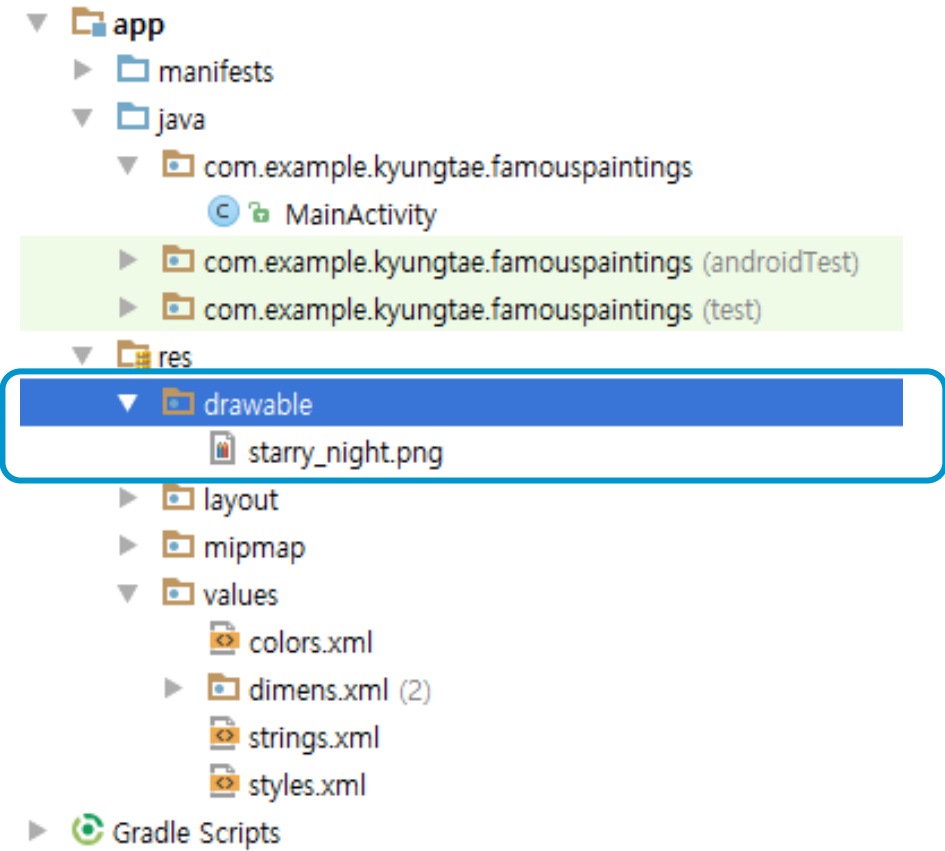 app
manifests
java
com.example.kyungtae.famouspaintings
C MainActivity
com.example.kyungtae.famouspaintings (androidTest)
com.example.kyungtae.famouspaintings (test)
res
drawable
starry_night.png
layout
mipmap
values
colors.xml
dimens.xml (2)
strings.xml
styles.xml
Gradle Scripts